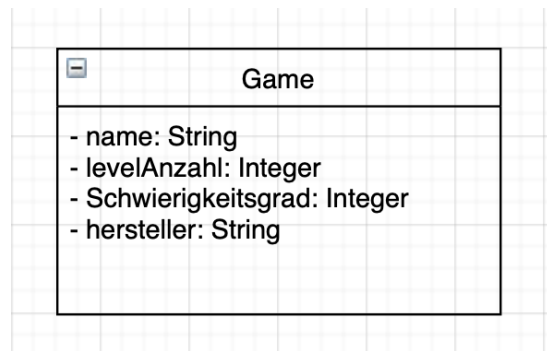 Game
- name: String
- levelAnzahl: Integer
- Schwierigkeitsgrad: Integer
- hersteller: String